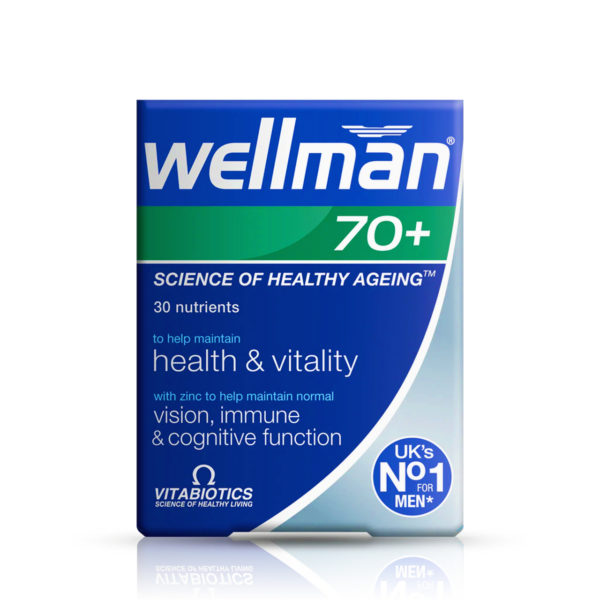 wellman®
70+
SCIENCE OF HEALTHY AGEING™
30 nutrients
to help maintain
health & vitality
with zinc to help maintain normal
vision, immune
& cognitive function
VITABIOTICS
SCIENCE OF HEALTHY LIVING
UK's
No1
FOR
MEN*